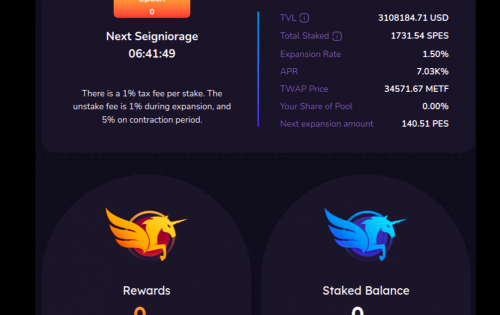 0
Next Seigniorage
06:41:49
There is a 1% tax fee per stake. The
unstake fee is 1% during expansion, and
5% on contraction period.
TVL 3108184.71 USD
Total Staked 1731.54 SPES
Expansion Rate 1.50%
APR 7.03K%
TWAP Price 34571.67 METF
Your Share of Pool 0.00%
Next expansion amount 140.51 PES
Rewards
0
Staked Balance
0